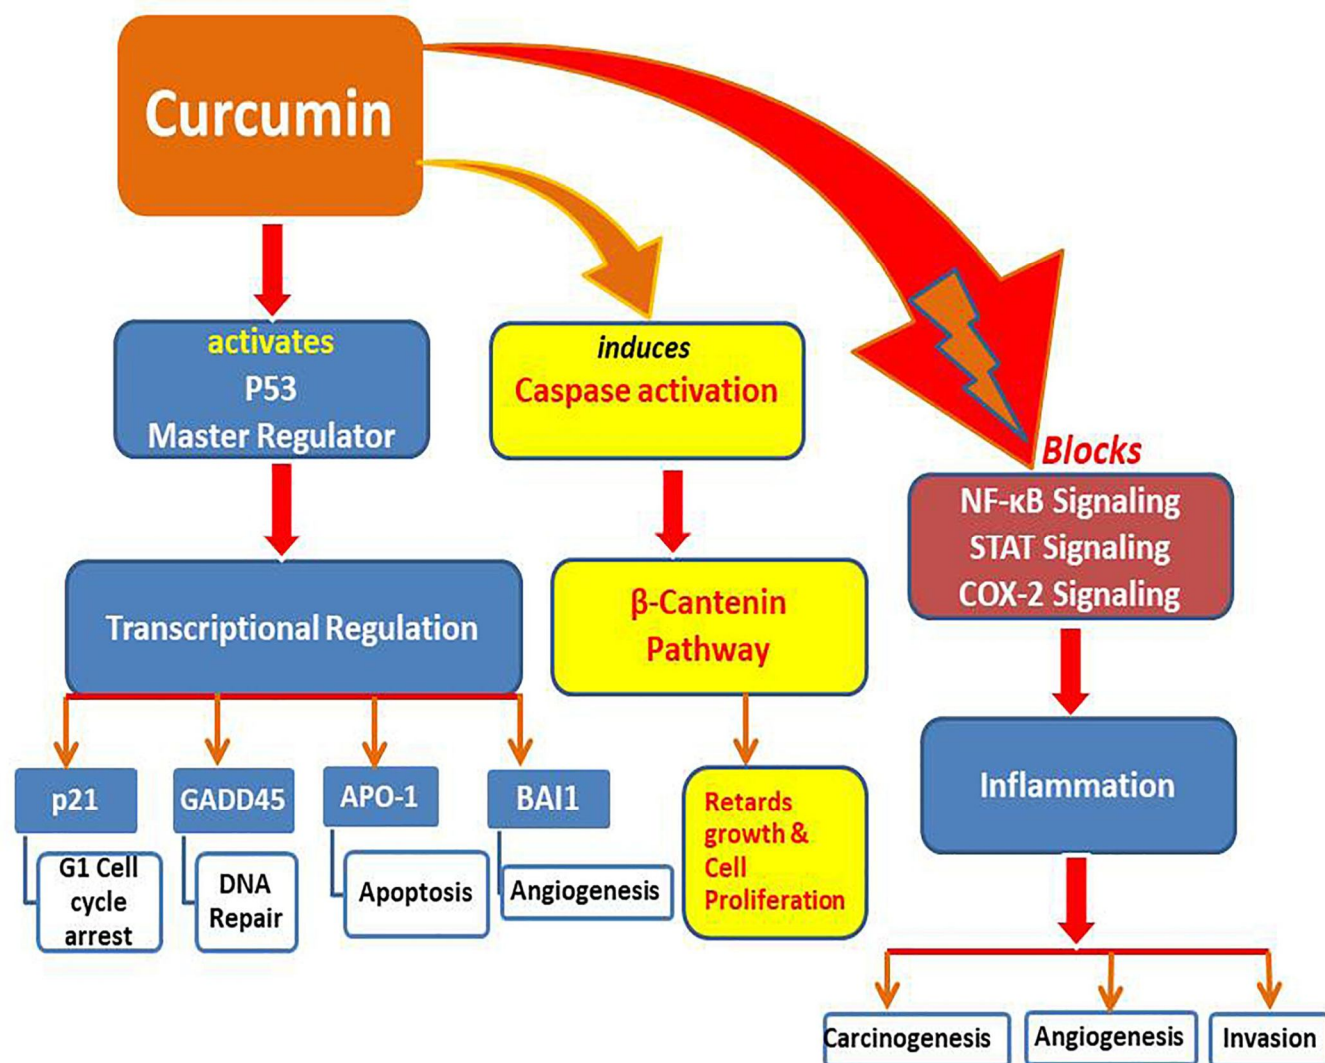 Curcumin
activates
P53
Master Regulator
induces
Caspase activation
Blocks
NF-κB Signaling
STAT Signaling
COX-2 Signaling
Transcriptional Regulation
β-Cantenin
Pathway
Inflammation
p21
GADD45
APO-1
BAI1
G1 Cell
cycle
arrest
DNA
Repair
Apoptosis
Angiogenesis
Retards
growth &
Cell
Proliferation
Carcinogenesis
Angiogenesis
Invasion